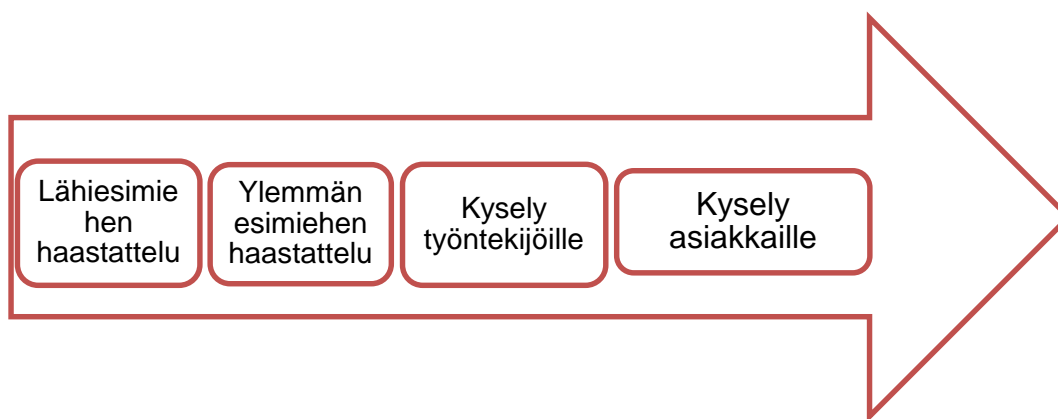 Lähiesimie
hen
haastattelu
Ylemmän
esimiehen
haastattelu
Kysely
työntekijöille
Kysely
asiakkaille